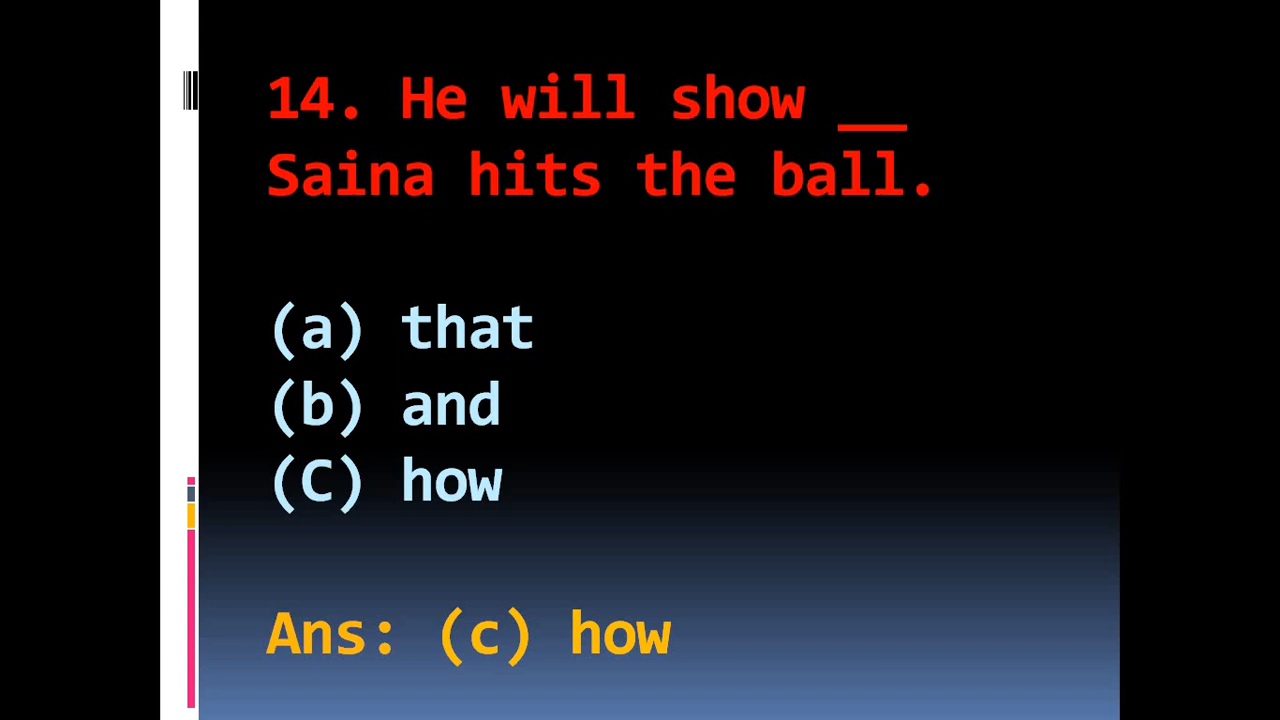 14. He will show __
Saina hits the ball.
(a) that
(b) and
(C) how
Ans: (c) how